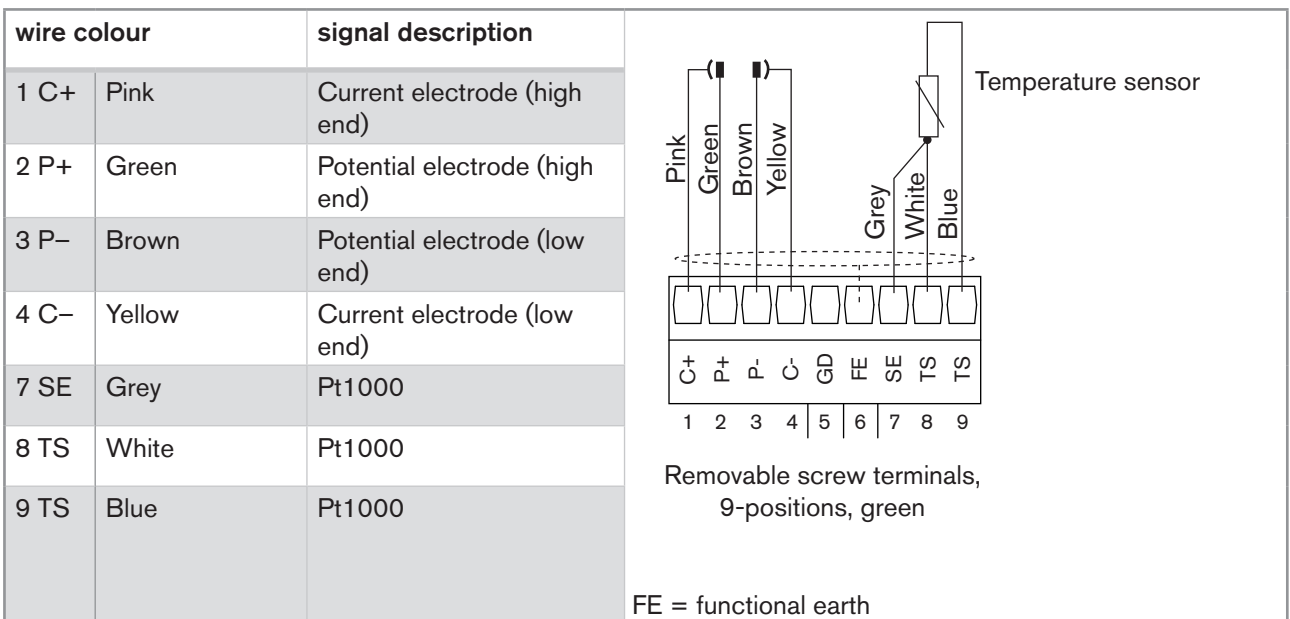 wire colour signal description
1 C+ Pink Current electrode (high
end)
2 P+ Green Potential electrode (high
end)
3 P– Brown Potential electrode (low
end)
4 C– Yellow Current electrode (low
end)
7 SE Grey Pt1000
8 TS White Pt1000
9 TS Blue Pt1000
Temperature sensor
Pink
Green
Brown
Yellow
Grey
White
Blue
C+ P+ P- C- GD FE SE TS TS
1 2 3 4 5 6 7 8 9
Removable screw terminals,
9-positions, green
FE = functional earth